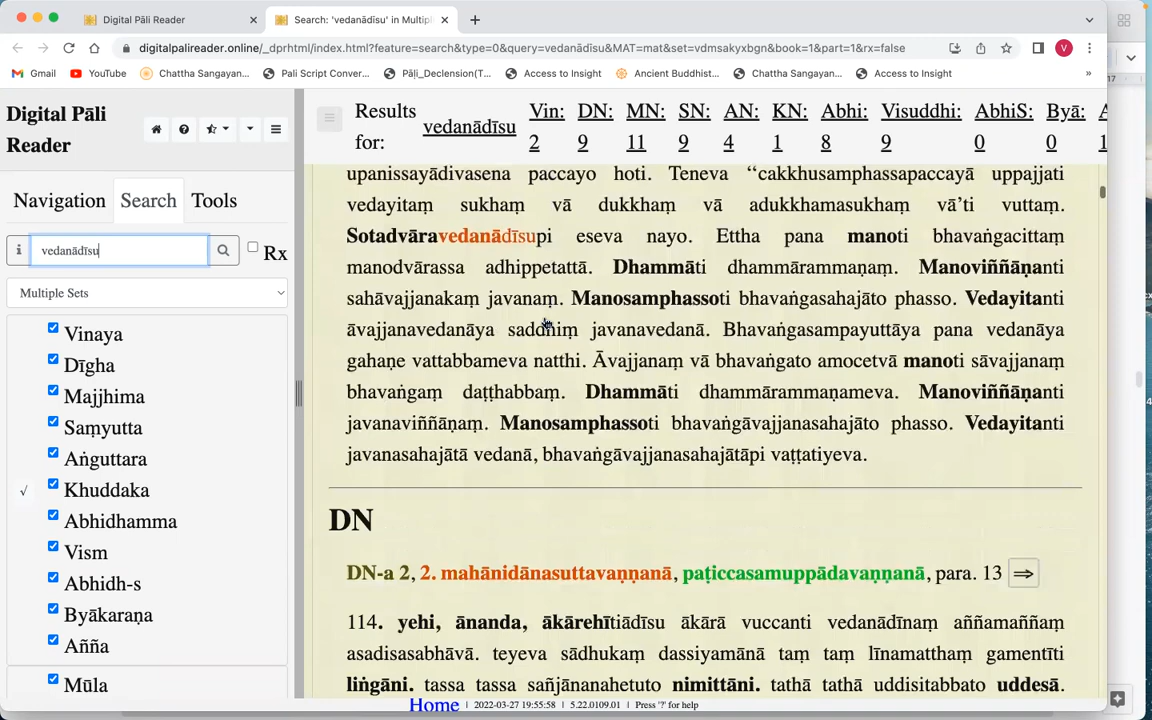 Digital Pāli Reader
Search: 'vedanādisu' in Multipl
digitalpalireader.online/_dprhtml/index.html?feature=search&type=0&query=vedanādisu&MAT=mat&set=vdmsakyxbgn&book=1&part=1&rx=false
V
Gmail
YouTube
Chattha Sangayan...
Pali Script Conver...
Pāḷi_Declension(T...
Access to Insight
Ancient Buddhist...
Chattha Sangayan...
Access to Insight
»
17
Digital Pāli
Reader
Navigation Search Tools
vedanādīsu
Rx
Multiple Sets
Vinaya
Dīgha
Majjhima
Saṃyutta
Aṅguttara
√ Khuddaka
Abhidhamma
Vism
Abhidh-s
Byākaraṇa
Añña
Mūla
Results for: vedanādīsu Vin: 2 DN: 9 MN: 11 SN: 9 AN: 4 KN: 1 Abhi: 8 Visuddhi: 9 AbhiS: 0 Byā: 0
upanissayādivasena paccayo hoti. Teneva “cakkhusamphassapaccayā uppajjati
vedayitaṃ sukhaṃ vā dukkhaṃ vā adukkhamasukhaṃ vā’ti vuttaṃ.
Sotadvāravedanādīsupi eseva nayo. Ettha pana manoti bhavaṅgacittaṃ
manodvārassa adhippetattā. Dhammāti dhammārammaṇaṃ. Manoviññāṇanti
sahāvajjanakaṃ javanaṃ. Manosamphassoti bhavaṅgasahajāto phasso. Vedayitanti
āvajjanavedanāya saddhiṃ javanavedanā. Bhavaṅgasampayuttāya pana vedanāya
gahaṇe vattabbameva natthi. Āvajjanaṃ vā bhavaṅgato amocetvā manoti sāvajjanaṃ
bhavaṅgaṃ daṭṭhabbaṃ. Dhammāti dhammārammaṇameva. Manoviññāṇanti
javanaviññāṇaṃ. Manosamphassoti bhavaṅgāvajjanasahajāto phasso. Vedayitanti
javanasahajātā vedanā, bhavaṅgāvajjanasahajātāpi vaṭṭatiyeva.
DN
DN-a 2, 2. mahānidānasuttavaṇṇanā, paṭiccasamuppādavaṇṇanā, para. 13 ⇒
114. yehi, ānanda, ākārehītiādīsu ākārā vuccanti vedanādīnaṃ aññamaññaṃ
asadisasabhāvā. teyeva sādhukaṃ dassiyamānā taṃ taṃ līnamatthaṃ gamentīti
liṅgāni. tassa tassa sañjānanahetuto nimittāni. tathā tathā uddisitabbato uddesā.
Home | 2022-03-27 19:55:58 | 5.22.0109.01 | Press '?' for help